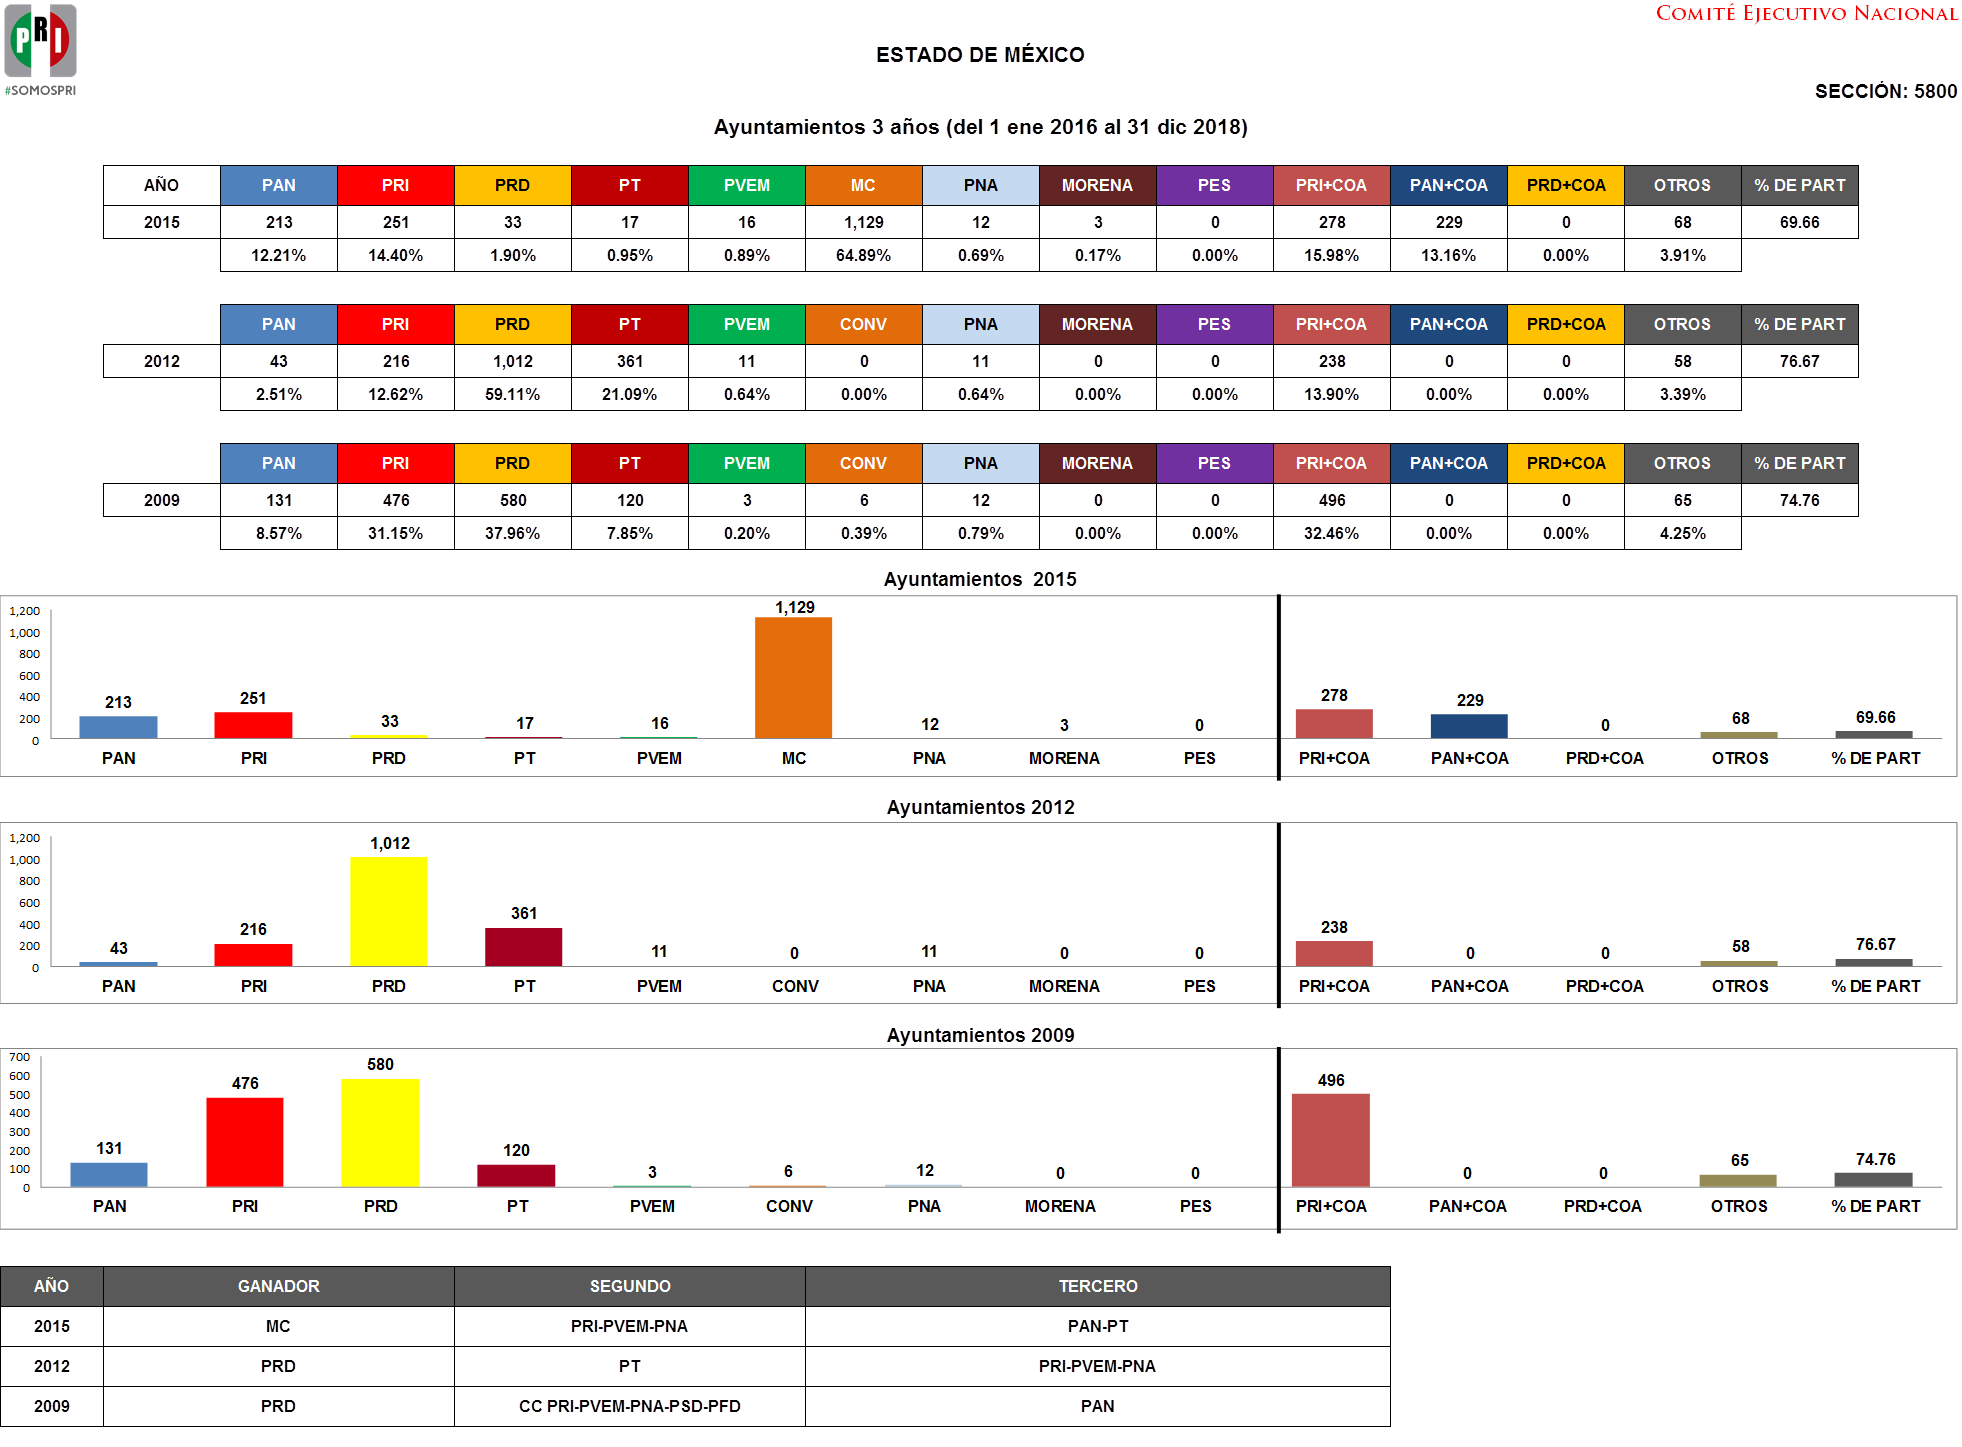 COMITÉ EJECUTIVO NACIONAL
PRI
#SOMOSPRI
ESTADO DE MÉXICO
SECCIÓN: 5800
Ayuntamientos 3 años (del 1 ene 2016 al 31 dic 2018)
AÑO PAN PRI PRD PT PVEM MC PNA MORENA PES PRI+COA PAN+COA PRD+COA OTROS % DE PART
2015 213 251 33 17 16 1,129 12 3 0 278 229 0 68 69.66
12.21% 14.40% 1.90% 0.95% 0.89% 64.89% 0.69% 0.17% 0.00% 15.98% 13.16% 0.00% 3.91%
PAN PRI PRD PT PVEM CONV PNA MORENA PES PRI+COA PAN+COA PRD+COA OTROS % DE PART
2012 43 216 1,012 361 11 0 11 0 0 238 0 0 58 76.67
2.51% 12.62% 59.11% 21.09% 0.64% 0.00% 0.64% 0.00% 0.00% 13.90% 0.00% 0.00% 3.39%
PAN PRI PRD PT PVEM CONV PNA MORENA PES PRI+COA PAN+COA PRD+COA OTROS % DE PART
2009 131 476 580 120 3 6 12 0 0 496 0 0 65 74.76
8.57% 31.15% 37.96% 7.85% 0.20% 0.39% 0.79% 0.00% 0.00% 32.46% 0.00% 0.00% 4.25%
Ayuntamientos 2015
1,200
1,000
800
600
400
200
0
213 251 33 17 16 1,129 12 3 0 278 229 0 68 69.66
PAN PRI PRD PT PVEM MC PNA MORENA PES PRI+COA PAN+COA PRD+COA OTROS % DE PART
Ayuntamientos 2012
1,200
1,000
800
600
400
200
0
43 216 1,012 361 11 0 11 0 0 238 0 0 58 76.67
PAN PRI PRD PT PVEM CONV PNA MORENA PES PRI+COA PAN+COA PRD+COA OTROS % DE PART
Ayuntamientos 2009
700
600
500
400
300
200
100
0
131 476 580 120 3 6 12 0 0 496 0 0 65 74.76
PAN PRI PRD PT PVEM CONV PNA MORENA PES PRI+COA PAN+COA PRD+COA OTROS % DE PART
AÑO GANADOR SEGUNDO TERCERO
2015 MC PRI-PVEM-PNA PAN-PT
2012 PRD PT PRI-PVEM-PNA
2009 PRD CC PRI-PVEM-PNA-PSD-PFD PAN